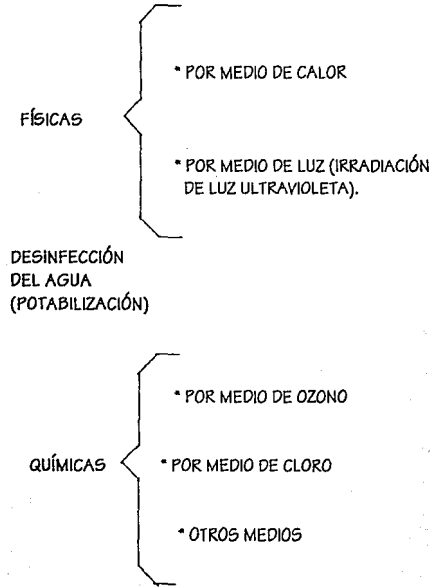 * POR MEDIO DE CALOR
FÍSICAS
* POR MEDIO DE LUZ (IRRADIACIÓN
DE LUZ ULTRAVIOLETA).
DESINFECCIÓN
DEL AGUA
(POTABILIZACIÓN)
* POR MEDIO DE OZONO
QUÍMICAS
* POR MEDIO DE CLORO
* OTROS MEDIOS